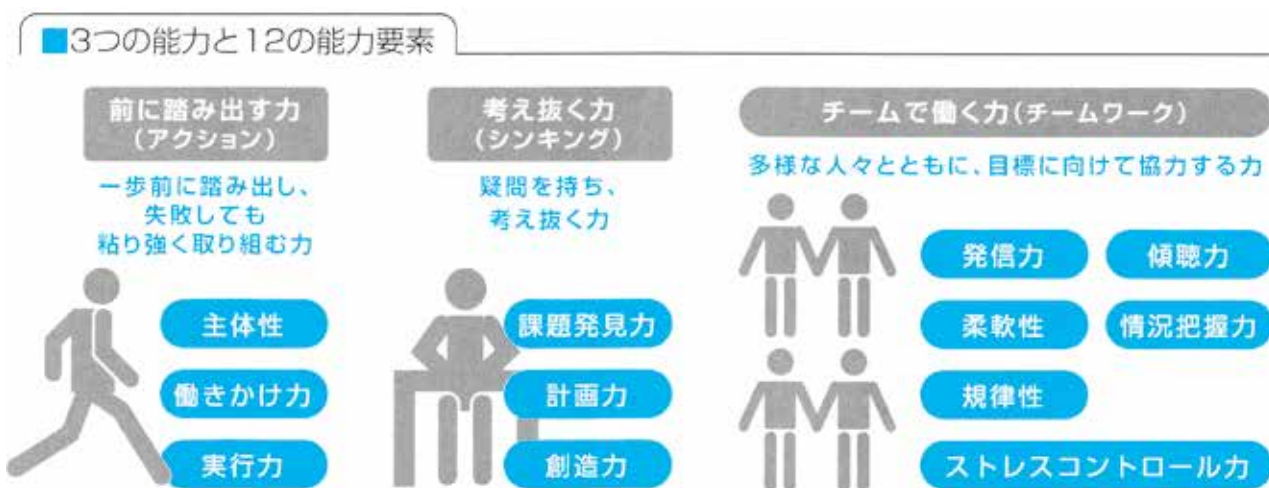 ■3つの能力と12の能力要素
前に踏み出す力
(アクション)
一歩前に踏み出し、
失敗しても
粘り強く取り組む力
主体性
働きかけ力
実行力
考え抜く力
(シンキング)
疑問を持ち、
考え抜く力
課題発見力
計画力
創造力
チームで働く力(チームワーク)
多様な人々とともに、目標に向けて協力する力
発信力
傾聴力
柔軟性
情況把握力
規律性
ストレスコントロール力